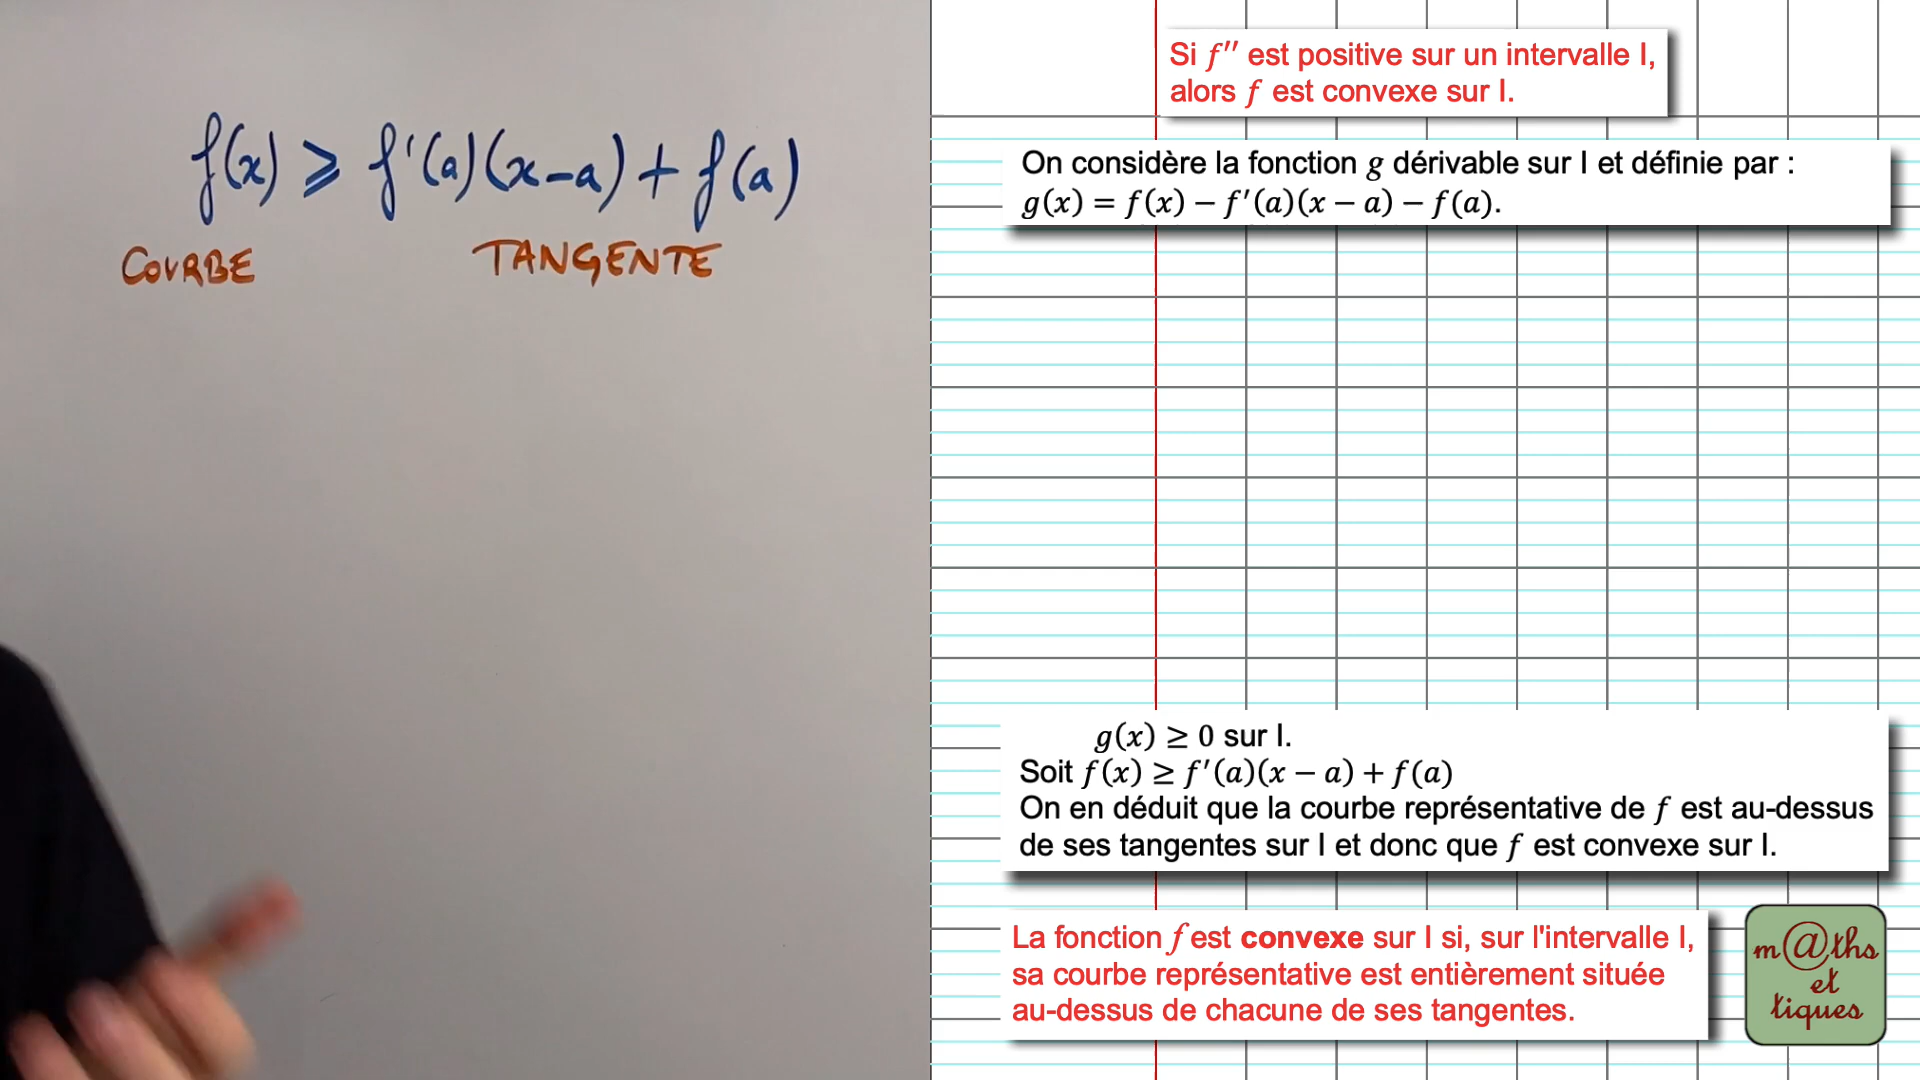 f(x) ⩾ f'(a)(x-a) + f(a)
COURBE TANGENTE
Si f'' est positive sur un intervalle I,
alors f est convexe sur I.
On considère la fonction g dérivable sur I et définie par :
g(x) = f(x) − f'(a)(x − a) − f(a).
g(x) ≥ 0 sur I.
Soit f(x) ≥ f'(a)(x − a) + f(a)
On en déduit que la courbe représentative de f est au-dessus
de ses tangentes sur I et donc que f est convexe sur I.
La fonction f est convexe sur I si, sur l'intervalle I,
sa courbe représentative est entièrement située
au-dessus de chacune de ses tangentes.
m@ths
et
tiques